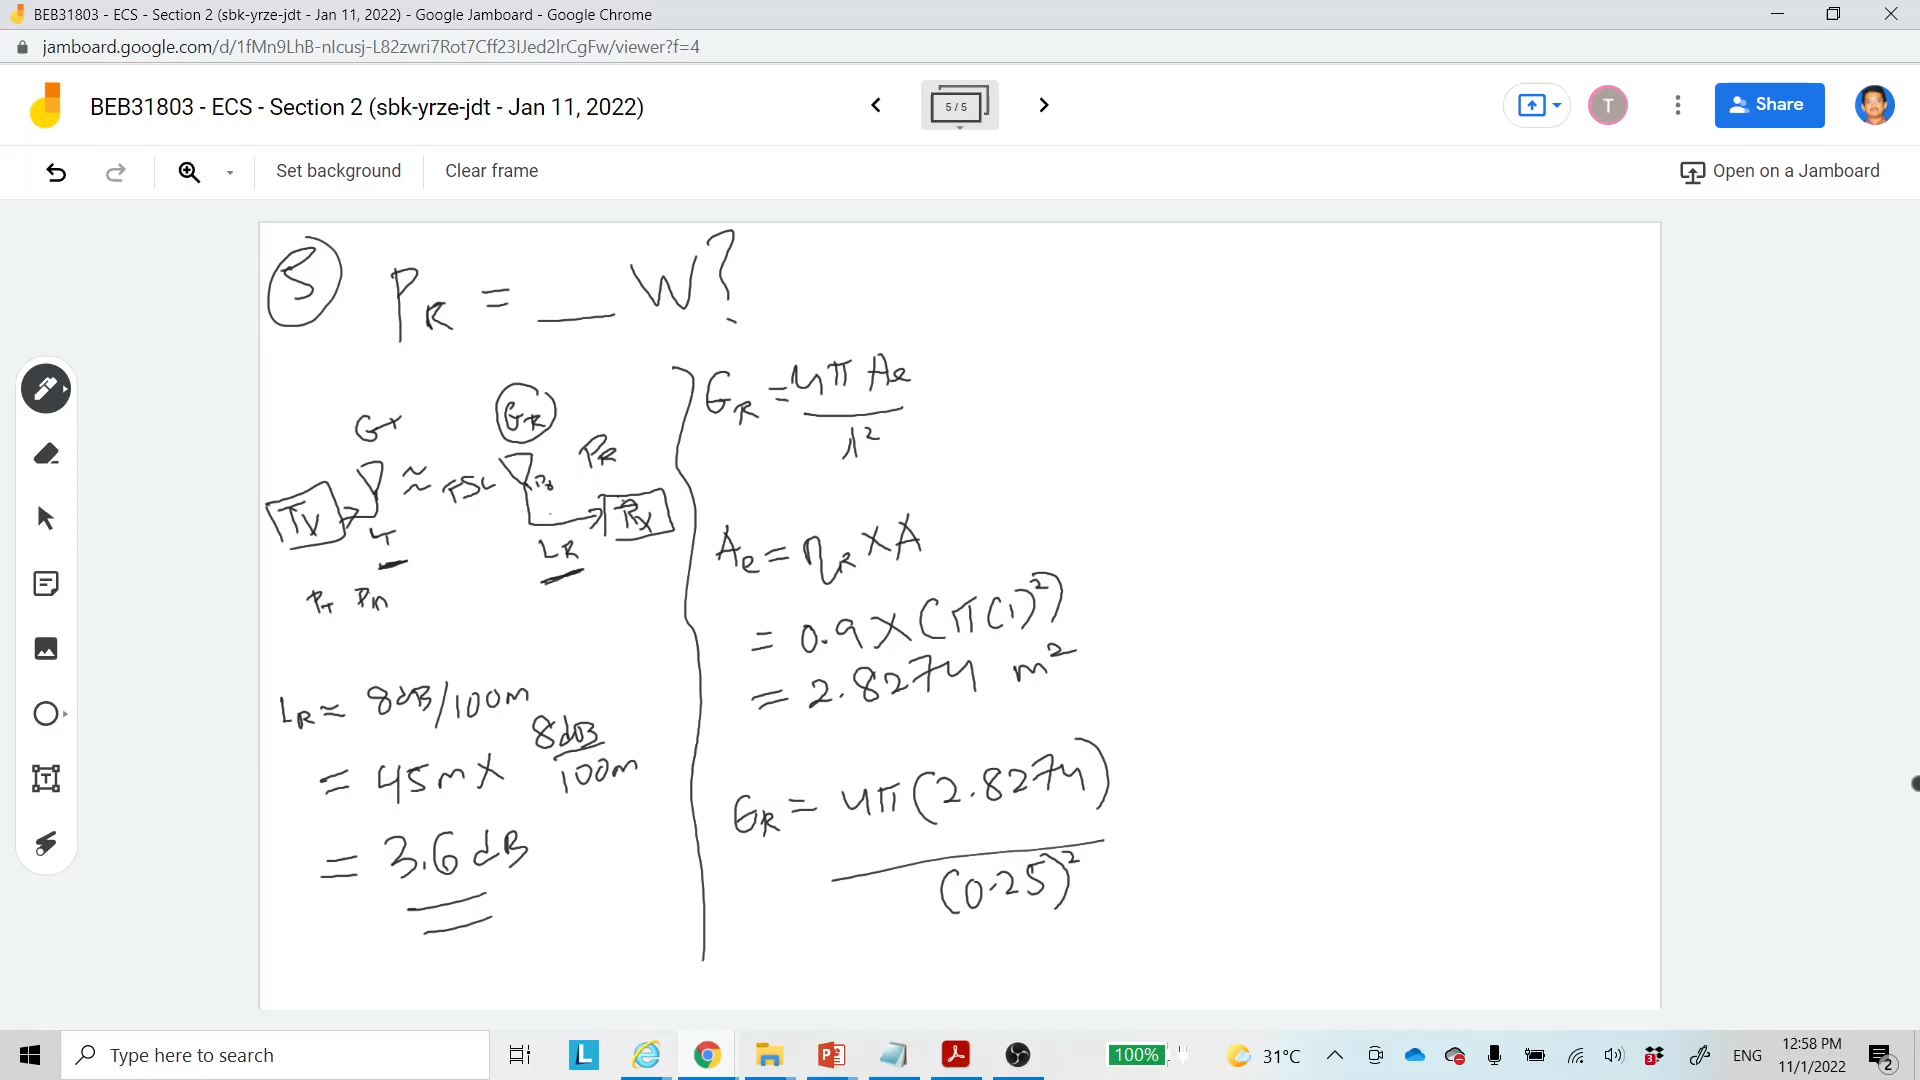 BEB31803 - ECS - Section 2 (sbk-yrze-jdt - Jan 11, 2022) - Google Jamboard - Google Chrome
jamboard.google.com/d/1fMn9LhB-nIcusj-L82zwri7Rot7Cff23IJed2lrCgFw/viewer?f=4
BEB31803 - ECS - Section 2 (sbk-yrze-jdt - Jan 11, 2022)
5 / 5
T
Share
Set background
Clear frame
Open on a Jamboard
5 PR = __ W?
GT
GR
PR
Tx
≈ FSL
Rx
LT
LR
PT Pin
LR = 8dB/100m
= 45m X 8dB/100m
= 3.6 dB
GR = 4π Ae / λ²
Ae = ηR X A
= 0.9 X (π(1)²)
= 2.8274 m²
GR = 4π(2.8274) / (0.25)²
Type here to search
L
100%
31°C
3
ENG
12:58 PM
11/1/2022
2